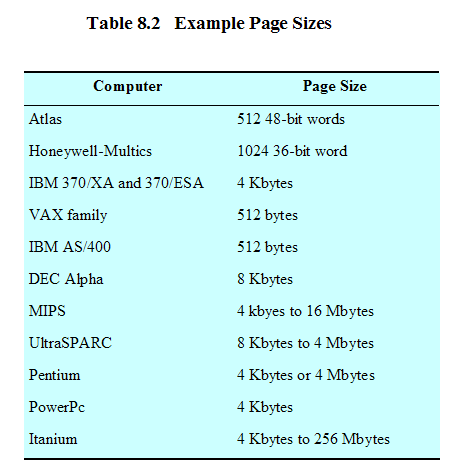 Table 8.2 Example Page Sizes
Computer Page Size
Atlas 512 48-bit words
Honeywell-Multics 1024 36-bit word
IBM 370/XA and 370/ESA 4 Kbytes
VAX family 512 bytes
IBM AS/400 512 bytes
DEC Alpha 8 Kbytes
MIPS 4 kbyes to 16 Mbytes
UltraSPARC 8 Kbytes to 4 Mbytes
Pentium 4 Kbytes or 4 Mbytes
PowerPc 4 Kbytes
Itanium 4 Kbytes to 256 Mbytes